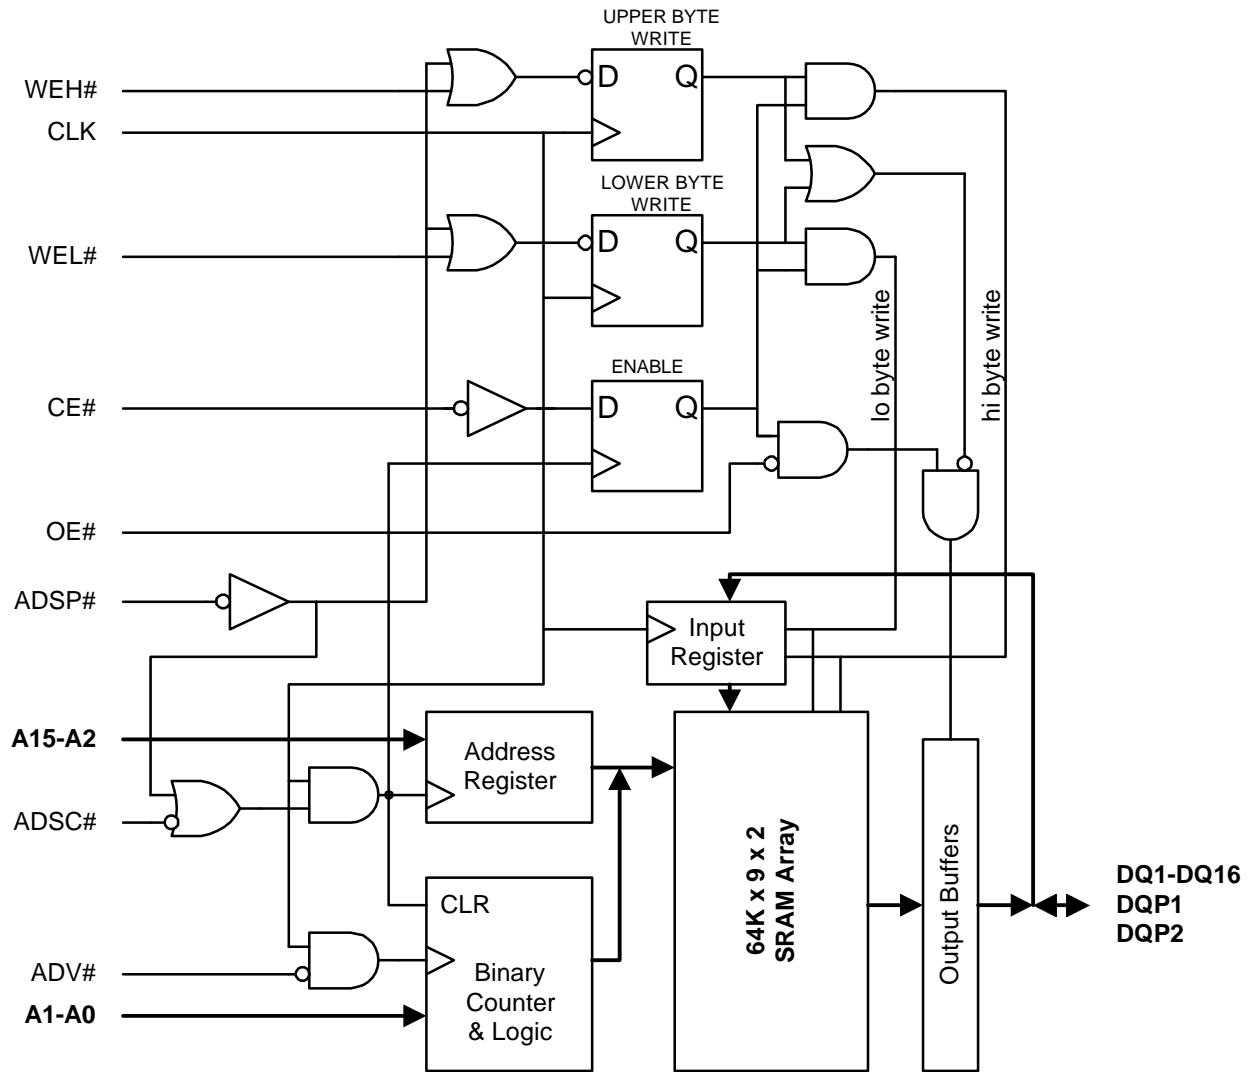 UPPER BYTE
WRITE
WEH#
D
Q
CLK
LOWER BYTE
WRITE
WEL#
D
Q
lo byte write
hi byte write
ENABLE
CE#
D
Q
OE#
ADSP#
Input
Register
A15-A2
Address
Register
ADSC#
64K x 9 x 2
SRAM Array
Output Buffers
DQ1-DQ16
DQP1
DQP2
CLR
ADV#
Binary
Counter
& Logic
A1-A0